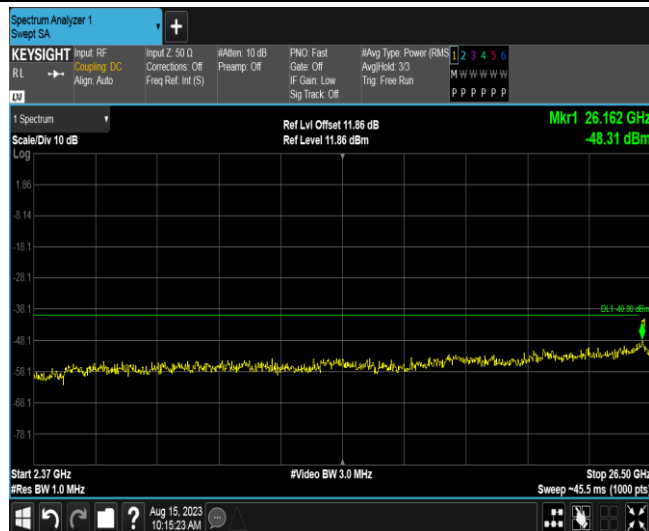 Spectrum Analyzer 1
Swept SA
+
KEYSIGHT
RL
Input: RF
Coupling: DC
Align: Auto
Input Z: 50 Ω
Corrections: Off
Freq Ref: Int (S)
#Atten: 10 dB
Preamp: Off
PNO: Fast
Gate: Off
IF Gain: Low
Sig Track: Off
#Avg Type: Power (RMS
Avg|Hold: 3/3
Trig: Free Run
1 2 3 4 5 6
M W W W W W
P P P P P P
1 Spectrum
Scale/Div 10 dB
Log
Ref Lvl Offset 11.86 dB
Ref Level 11.86 dBm
Mkr1 26.162 GHz
-48.31 dBm
1.86
-8.14
-18.1
-28.1
-38.1
-48.1
-58.1
-68.1
-78.1
DL1 -40.00 dBm
1
Start 2.37 GHz
#Res BW 1.0 MHz
#Video BW 3.0 MHz
Stop 26.50 GHz
Sweep ~45.5 ms (1000 pts)
?
Aug 15, 2023
10:15:23 AM